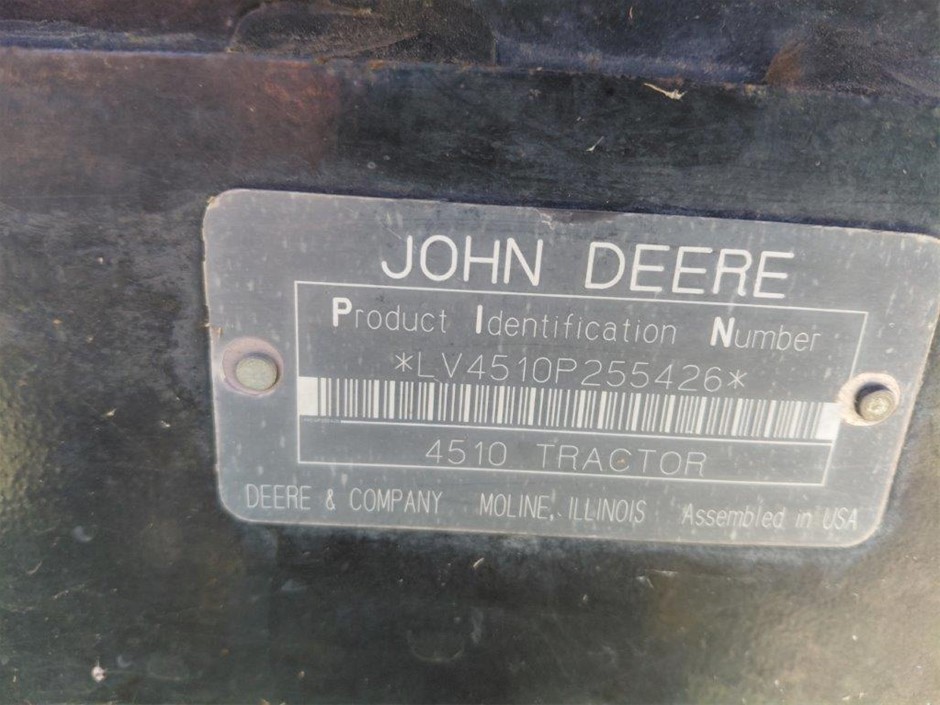 JOHN DEERE
Product Identification Number
*LV4510P255426*
4510 TRACTOR
DEERE & COMPANY MOLINE, ILLINOIS Assembled in USA